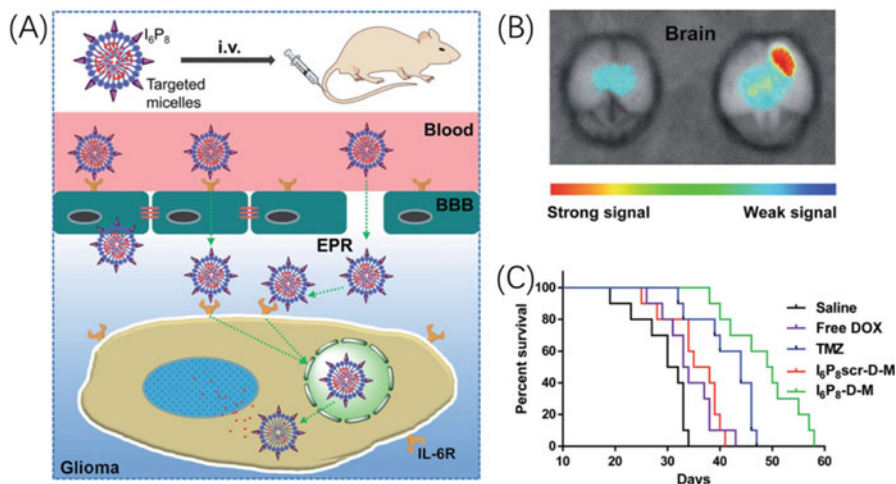 (A)
I₆P₈
i.v.
Targeted
micelles
Blood
BBB
EPR
IL-6R
Glioma
(B)
Brain
Strong signal Weak signal
(C)
Percent survival
100
80
60
40
20
0
10 20 30 40 50 60
Days
Saline
Free DOX
TMZ
I₆P₈scr-D-M
I₆P₈-D-M